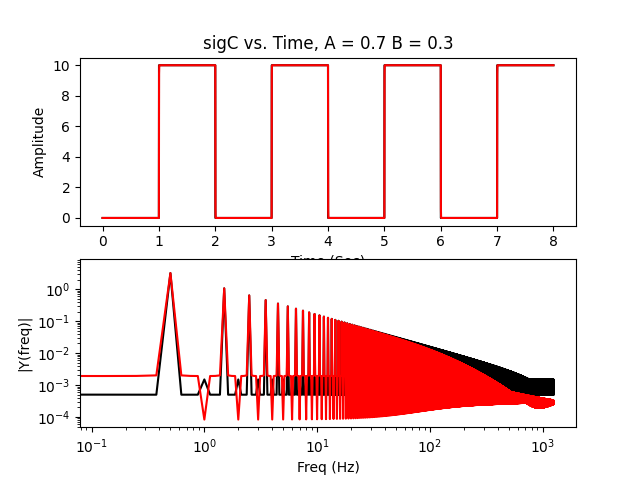 sigC vs. Time, A = 0.7 B = 0.3
10
8
6
4
2
0
Amplitude
0 1 2 3 4 5 6 7 8
Time (Sec)
10⁰
10⁻¹
10⁻²
10⁻³
10⁻⁴
|Y(freq)|
10⁻¹ 10⁰ 10¹ 10² 10³
Freq (Hz)